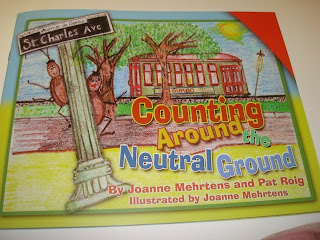 St. Charles Ave
Counting
Around the
Neutral Ground
By Joanne Mehrtens and Pat Roig
Illustrated by Joanne Mehrtens